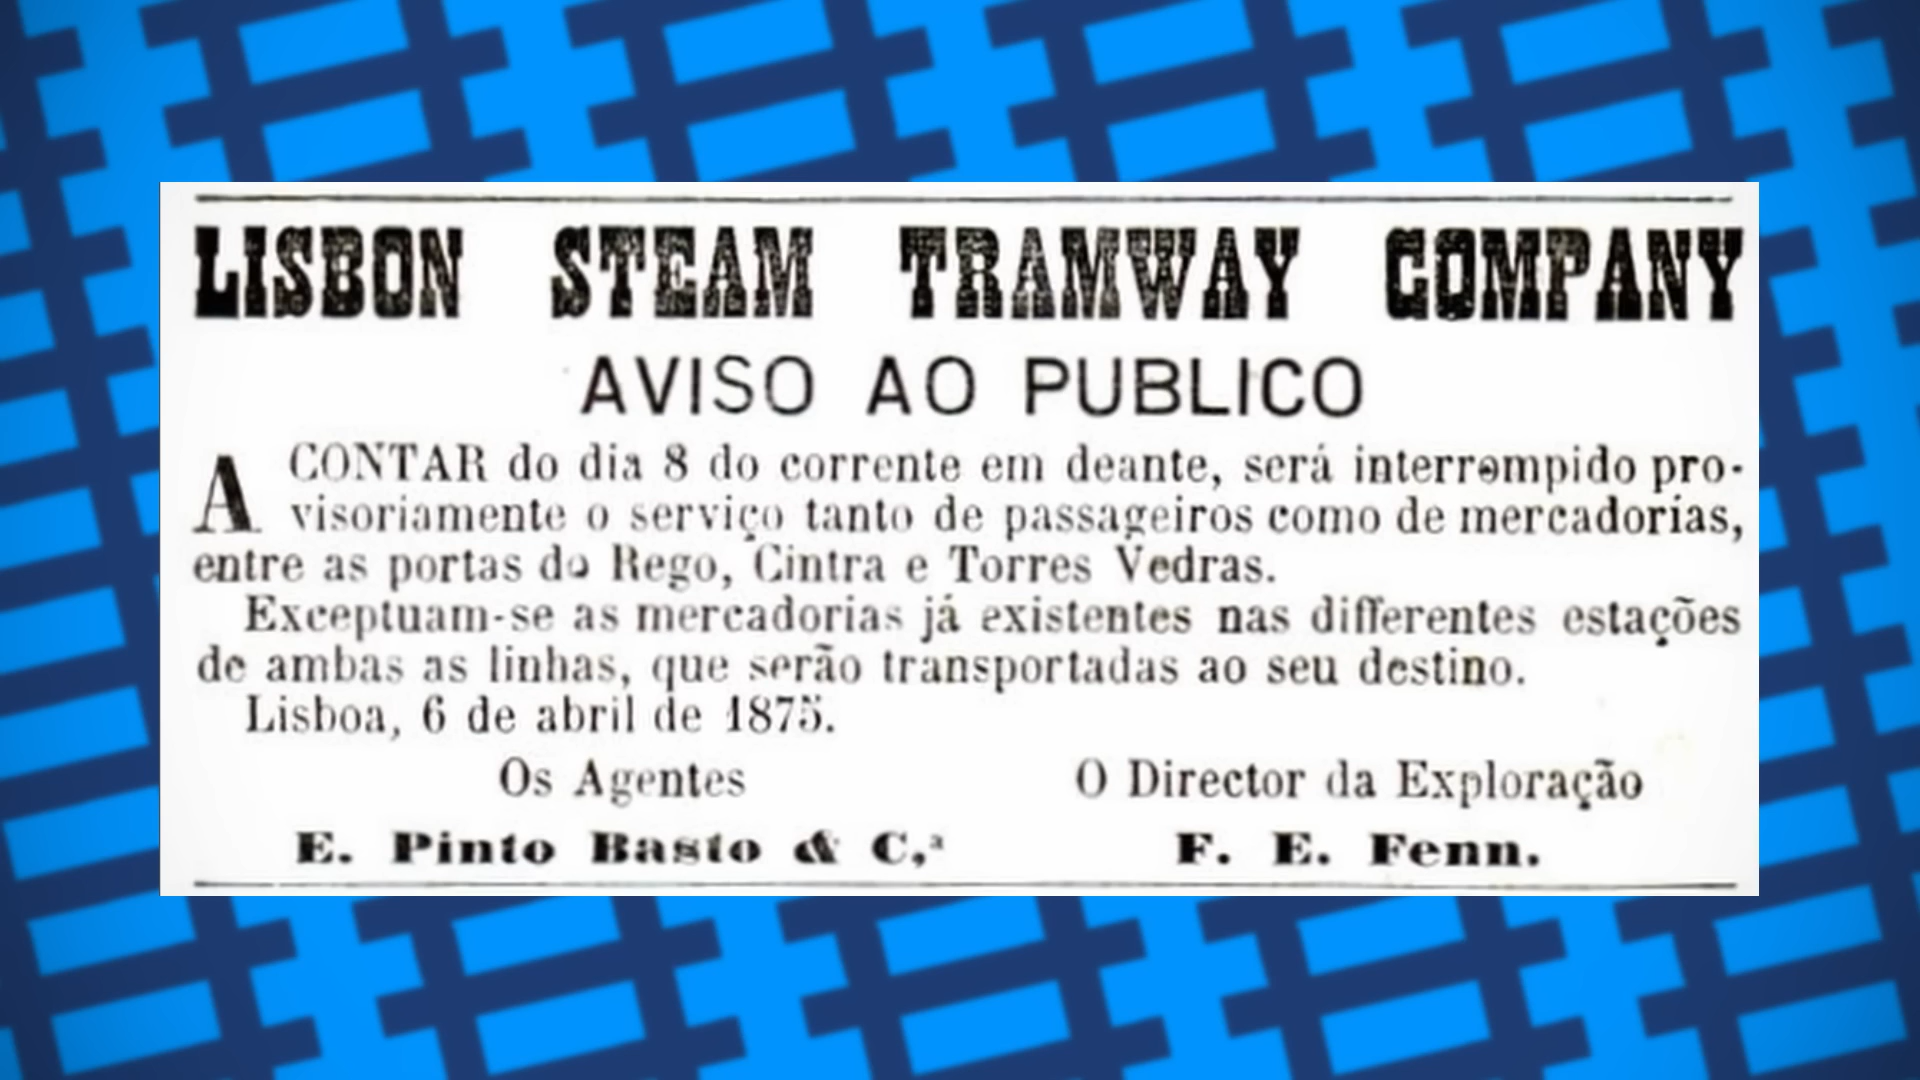 LISBON STEAM TRAMWAY COMPANY
AVISO AO PUBLICO
A CONTAR do dia 8 do corrente em deante, será interrompido pro-
visoriamente o serviço tanto de passageiros como de mercadorias,
entre as portas do Rego, Cintra e Torres Vedras.
Exceptuam-se as mercadorias já existentes nas differentes estações
de ambas as linhas, que serão transportadas ao seu destino.
Lisboa, 6 de abril de 1875.
Os Agentes O Director da Exploração
E. Pinto Basto & C.ª F. E. Fenn.